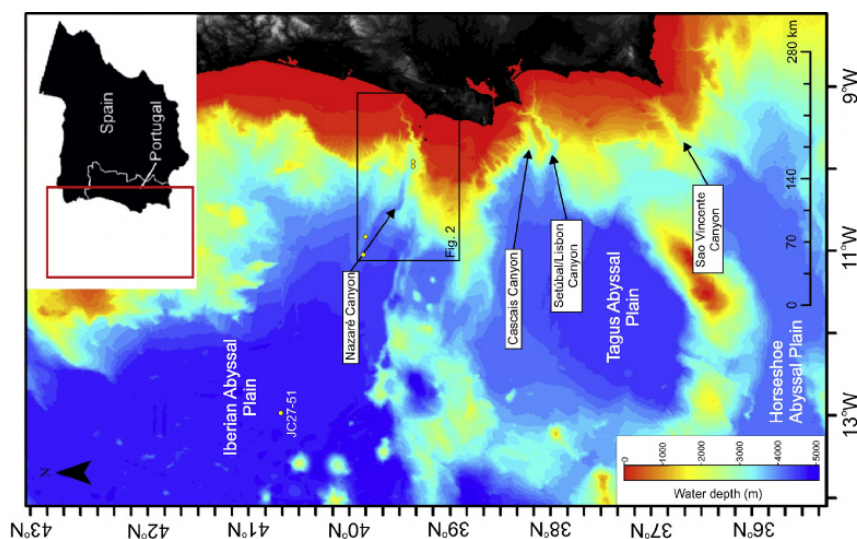 Spain
Portugal
N
Iberian Abyssal
Plain
JC27-51
Nazaré Canyon
Fig. 2
Cascais Canyon
Setúbal/Lisbon
Canyon
Tagus Abyssal
Plain
Sao Vincente
Canyon
Horseshoe
Abyssal Plain
280 km
140
70
0
9°W
11°W
13°W
0
-1000
-2000
-3000
-4000
5000
Water depth (m)
43°N
42°N
41°N
40°N
39°N
38°N
37°N
36°N